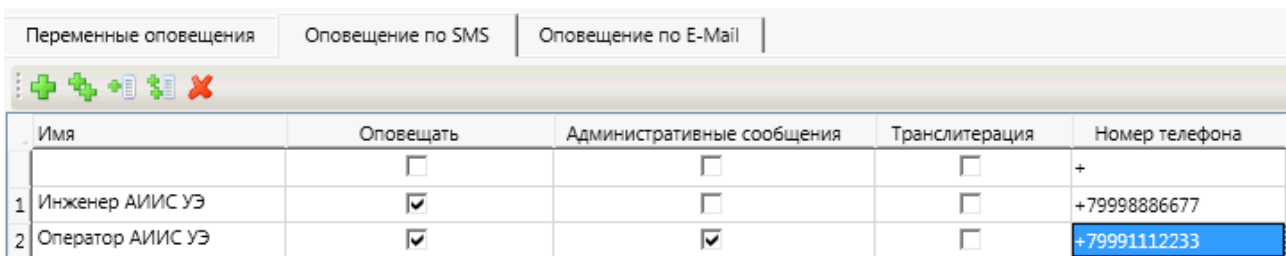 Переменные оповещения Оповещение по SMS Оповещение по E-Mail
Имя Оповещать Административные сообщения Транслитерация Номер телефона
+
1 Инженер АИИС УЭ +79998886677
2 Оператор АИИС УЭ +79991112233